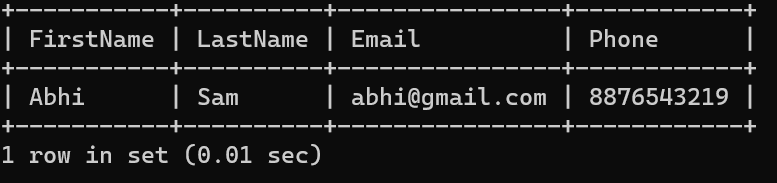 +-----------+----------+----------------+------------+
| FirstName | LastName | Email          | Phone      |
+-----------+----------+----------------+------------+
| Abhi      | Sam      | abhi@gmail.com | 8876543219 |
+-----------+----------+----------------+------------+
1 row in set (0.01 sec)